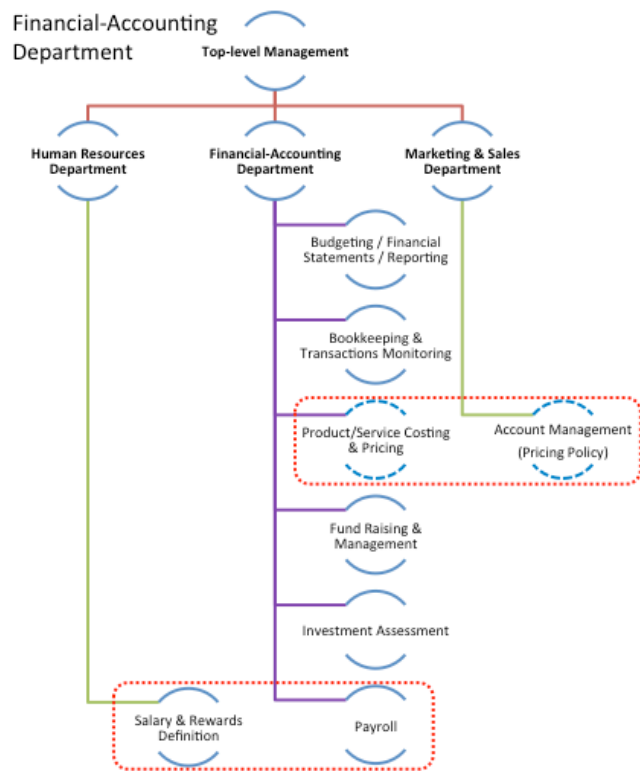 Financial-Accounting
Department
Top-level Management
Human Resources
Department
Financial-Accounting
Department
Marketing & Sales
Department
Budgeting / Financial
Statements / Reporting
Bookkeeping &
Transactions Monitoring
Product/Service Costing
& Pricing
Account Management
(Pricing Policy)
Fund Raising &
Management
Investment Assessment
Salary & Rewards
Definition
Payroll